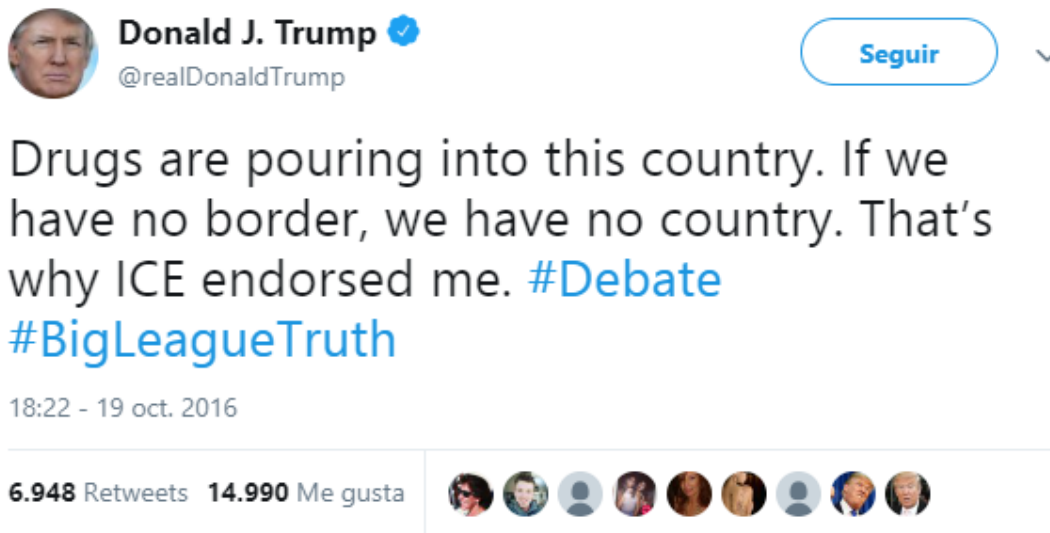 Donald J. Trump
@realDonaldTrump
Seguir
Drugs are pouring into this country. If we
have no border, we have no country. That’s
why ICE endorsed me. #Debate
#BigLeagueTruth
18:22 - 19 oct. 2016
6.948 Retweets 14.990 Me gusta